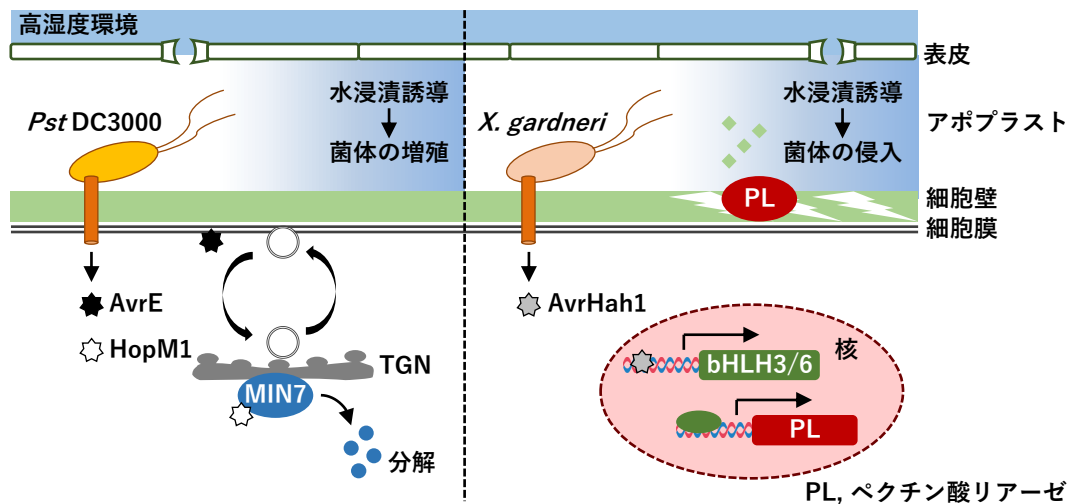 高湿度環境
表皮
水浸漬誘導
Pst DC3000
菌体の増殖
水浸漬誘導
X. gardneri
菌体の侵入
アポプラスト
PL
細胞壁
細胞膜
AvrE
HopM1
TGN
MIN7
分解
AvrHah1
核
bHLH3/6
PL
PL, ペクチン酸リアーゼ